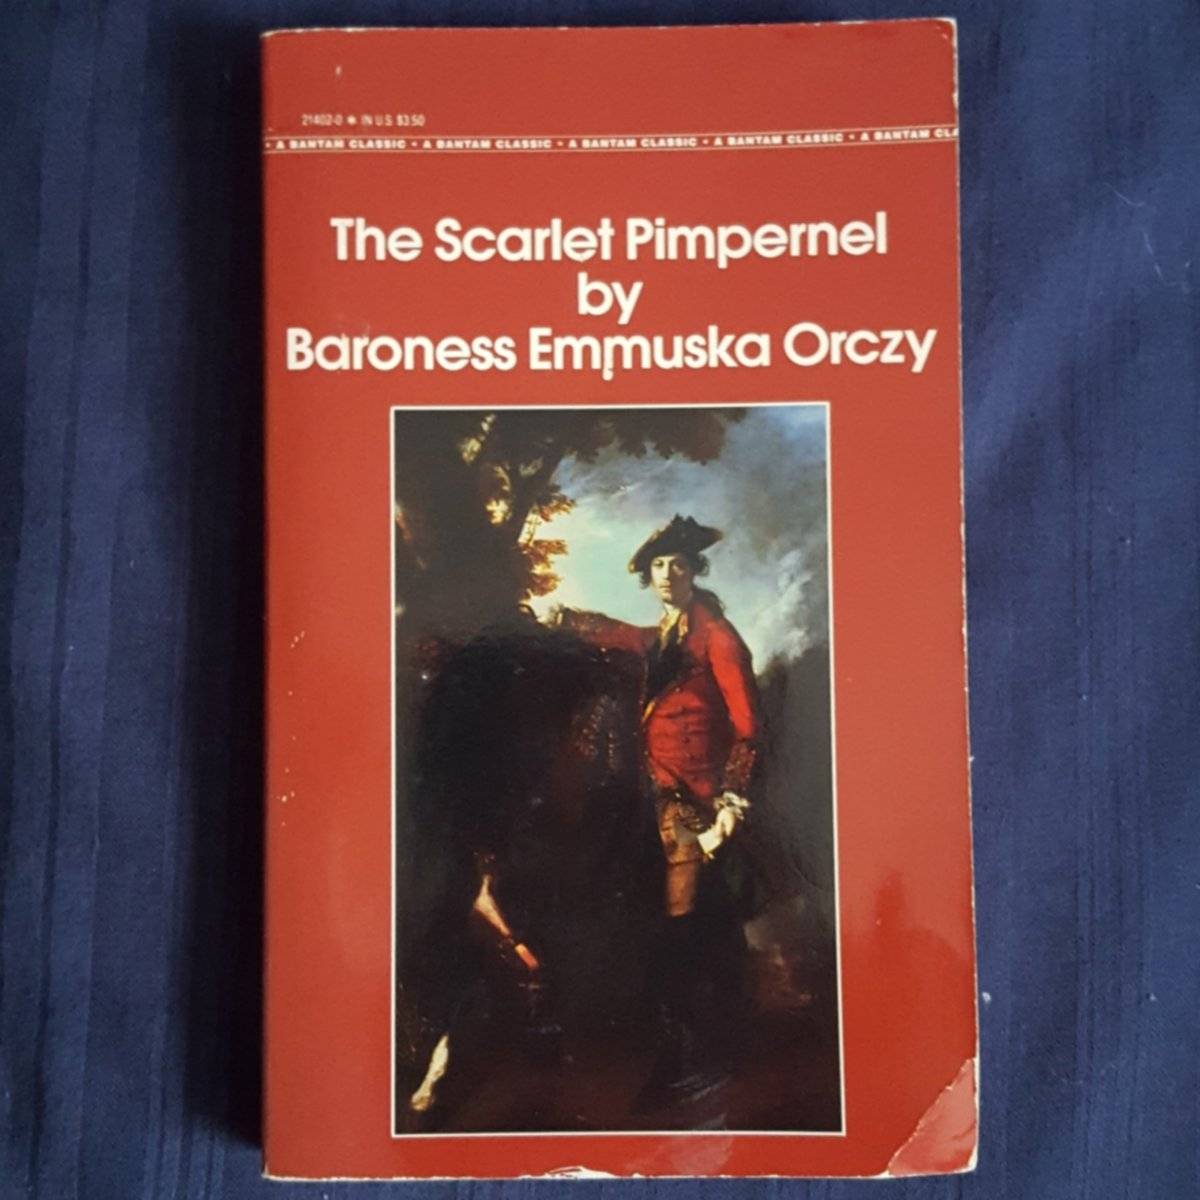 21402-0 * IN U.S. $3.50
• A BANTAM CLASSIC • A BANTAM CLASSIC • A BANTAM CLASSIC • A BANTAM CLASSIC • A BANTAM CLA
The Scarlet Pimpernel
by
Baroness Emmuska Orczy